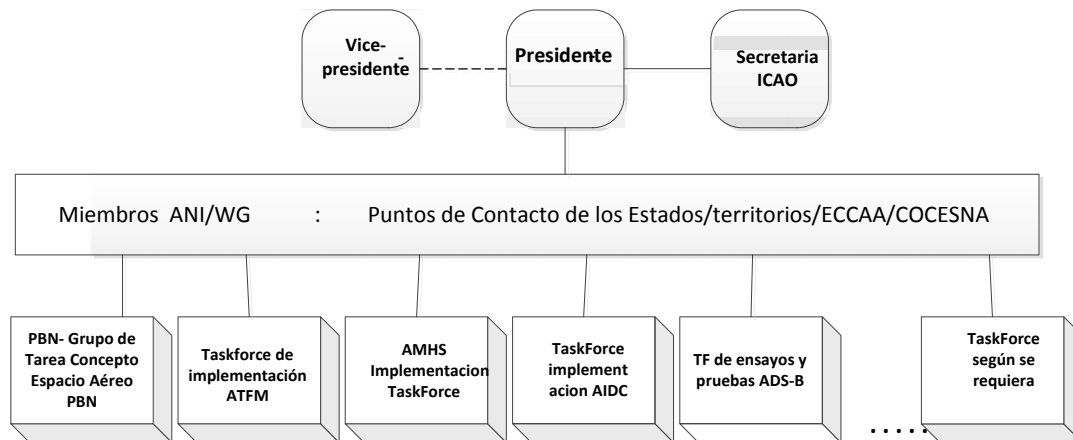 Vice-
presidente
Presidente
Secretaria
ICAO
Miembros ANI/WG : Puntos de Contacto de los Estados/territorios/ECCAA/COCESNA
PBN- Grupo de
Tarea Concepto
Espacio Aéreo
PBN
Taskforce de
implementación
ATFM
AMHS
Implementacion
TaskForce
TaskForce
implement
acion AIDC
TF de ensayos y
pruebas ADS-B
.....
TaskForce
según se
requiera